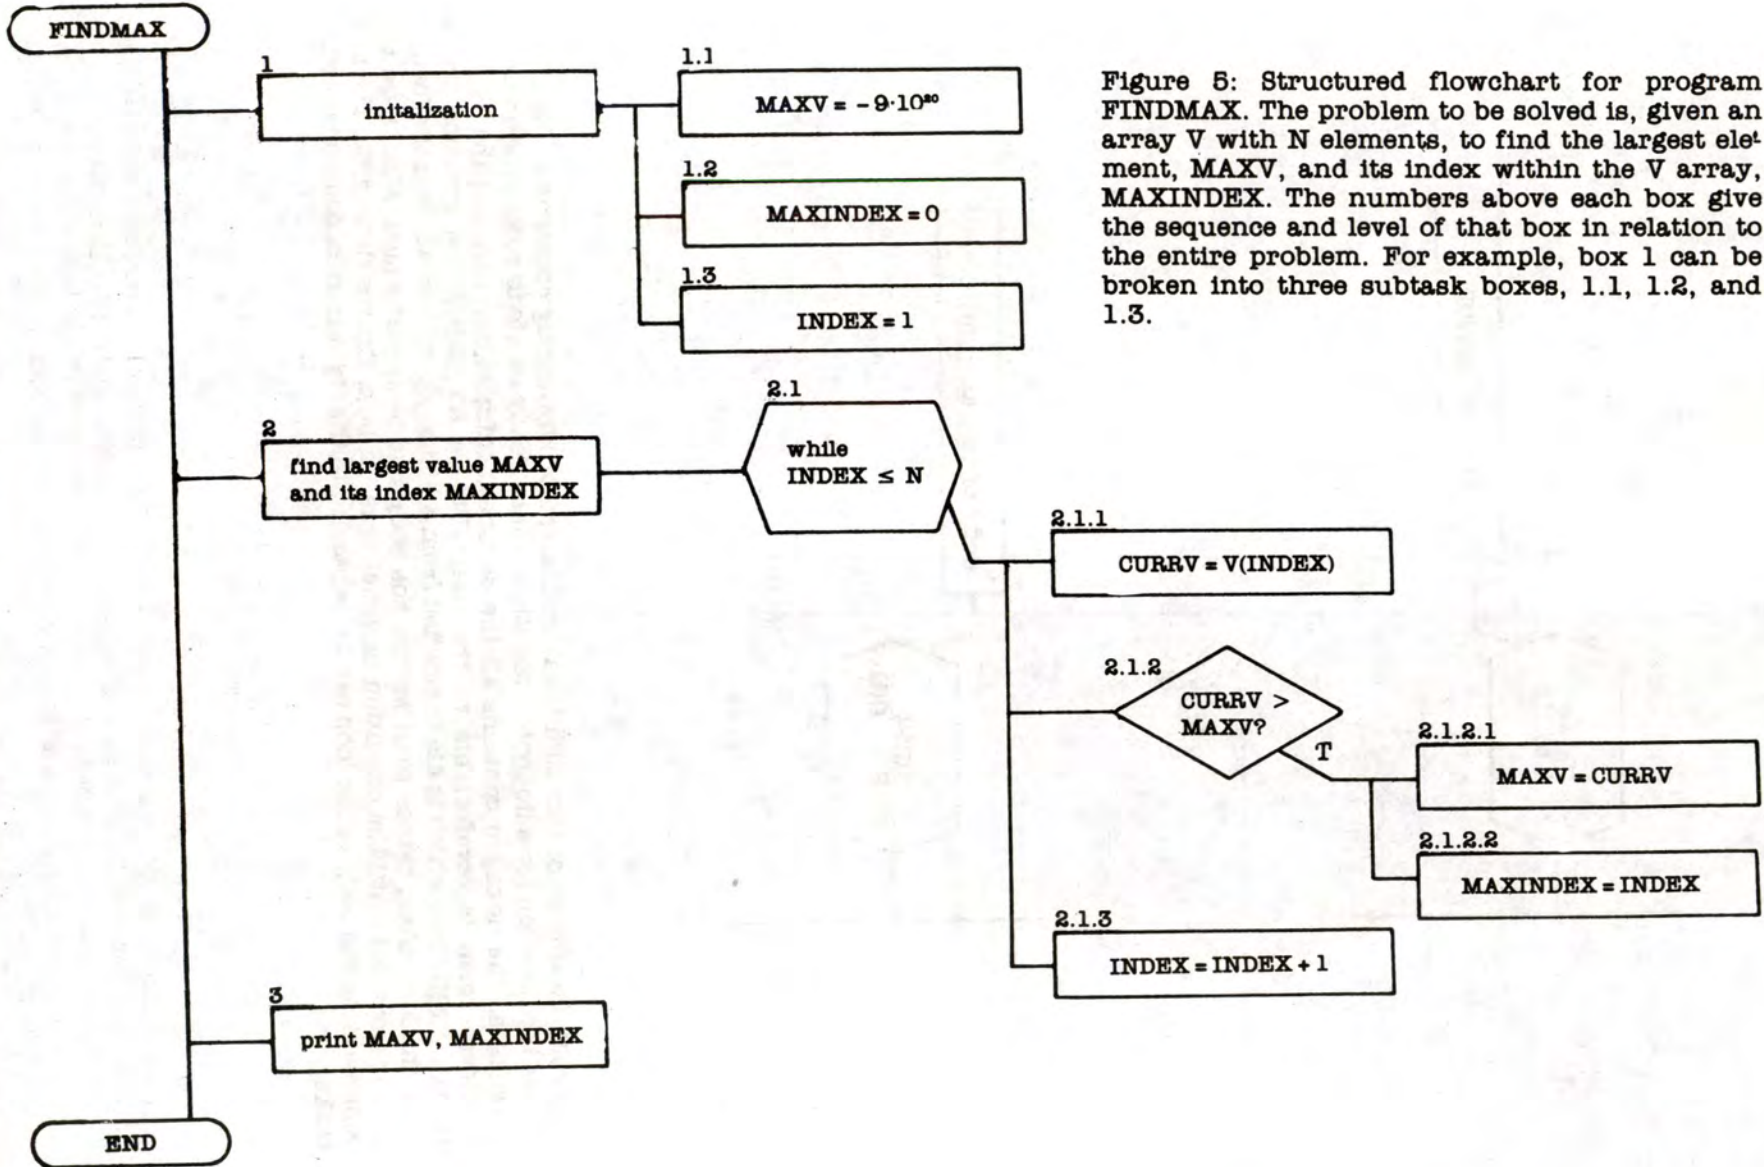 FINDMAX
1
initalization
1.1
MAXV = −9·10²⁰
1.2
MAXINDEX = 0
1.3
INDEX = 1
Figure 5: Structured flowchart for program
FINDMAX. The problem to be solved is, given an
array V with N elements, to find the largest ele-
ment, MAXV, and its index within the V array,
MAXINDEX. The numbers above each box give
the sequence and level of that box in relation to
the entire problem. For example, box 1 can be
broken into three subtask boxes, 1.1, 1.2, and
1.3.
2
find largest value MAXV
and its index MAXINDEX
2.1
while
INDEX ≤ N
2.1.1
CURRV = V(INDEX)
2.1.2
CURRV >
MAXV?
T
2.1.2.1
MAXV = CURRV
2.1.2.2
MAXINDEX = INDEX
2.1.3
INDEX = INDEX + 1
3
print MAXV, MAXINDEX
END